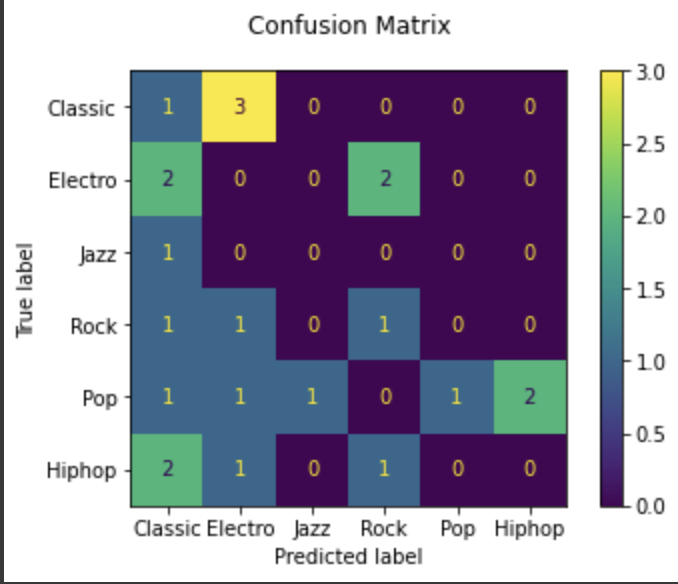 Confusion Matrix
Classic 1 3 0 0 0 0
Electro 2 0 0 2 0 0
Jazz 1 0 0 0 0 0
Rock 1 1 0 1 0 0
Pop 1 1 1 0 1 2
Hiphop 2 1 0 1 0 0
Classic Electro Jazz Rock Pop Hiphop
Predicted label
True label
3.0
2.5
2.0
1.5
1.0
0.5
0.0